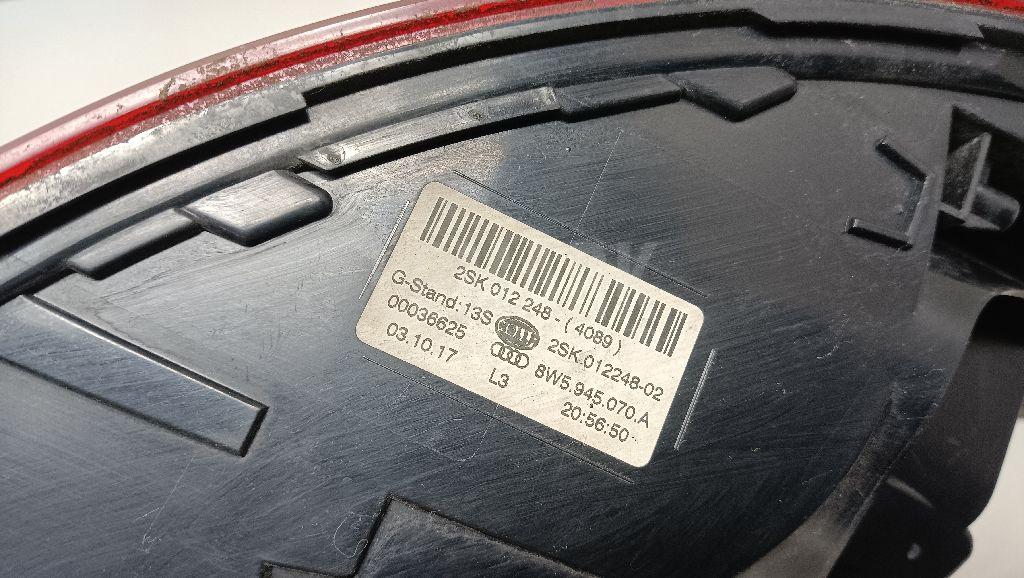 2SK 012 248 - ( 4089 )
G-Stand: 13S HELLA 2SK.012248-02
00036625 8W5.945.070.A
03.10.17 L3 20:56:50